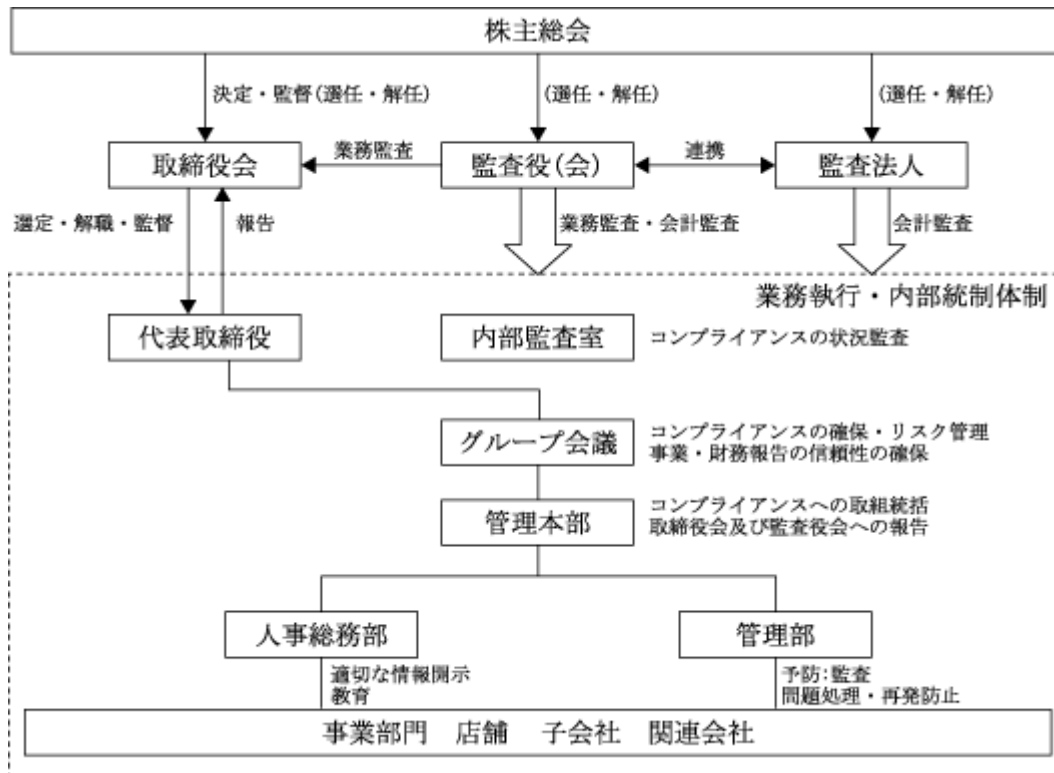 株主総会
決定・監督(選任・解任)
(選任・解任)
(選任・解任)
取締役会
業務監査
監査役(会)
連携
監査法人
選定・解職・監督
報告
業務監査・会計監査
会計監査
業務執行・内部統制体制
代表取締役
内部監査室
コンプライアンスの状況監査
グループ会議
コンプライアンスの確保・リスク管理
事業・財務報告の信頼性の確保
管理本部
コンプライアンスへの取組統括
取締役会及び監査役会への報告
人事総務部
管理部
適切な情報開示
教育
予防:監査
問題処理・再発防止
事業部門 店舗 子会社 関連会社